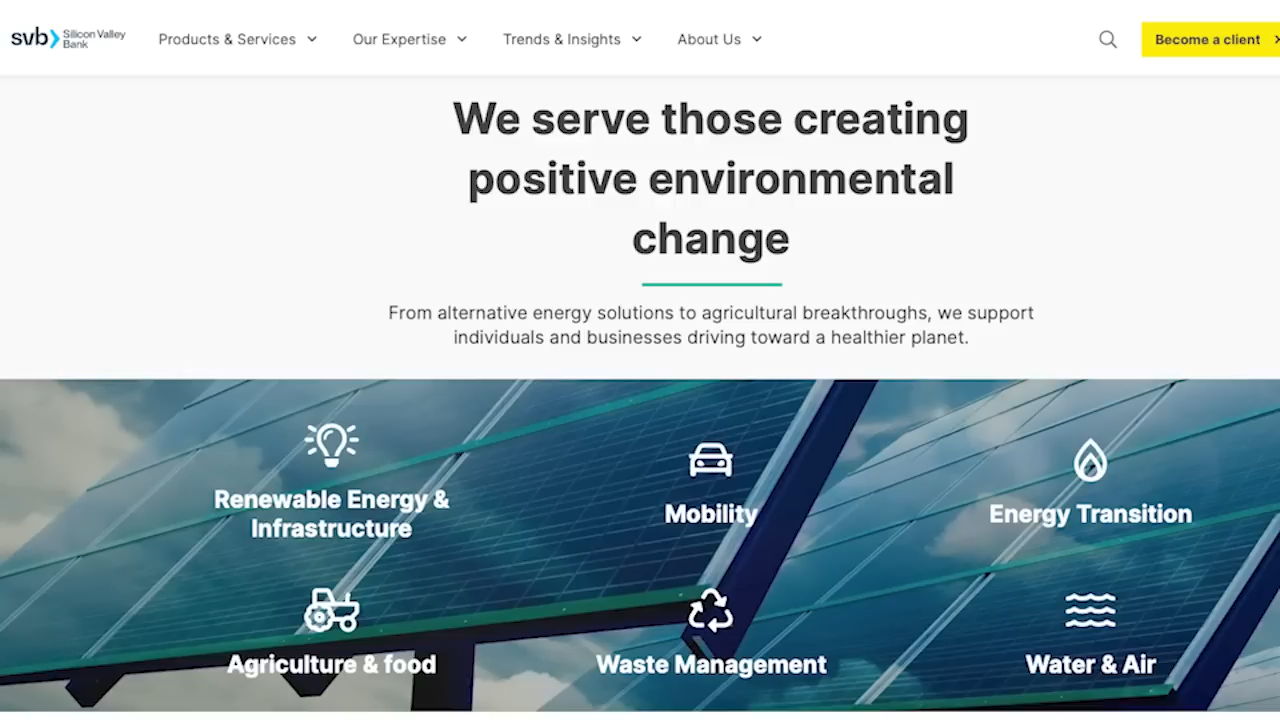 svb Silicon Valley
Bank
Products & Services
Our Expertise
Trends & Insights
About Us
Become a client
We serve those creating
positive environmental
change
From alternative energy solutions to agricultural breakthroughs, we support
individuals and businesses driving toward a healthier planet.
Renewable Energy &
Infrastructure
Mobility
Energy Transition
Agriculture & food
Waste Management
Water & Air